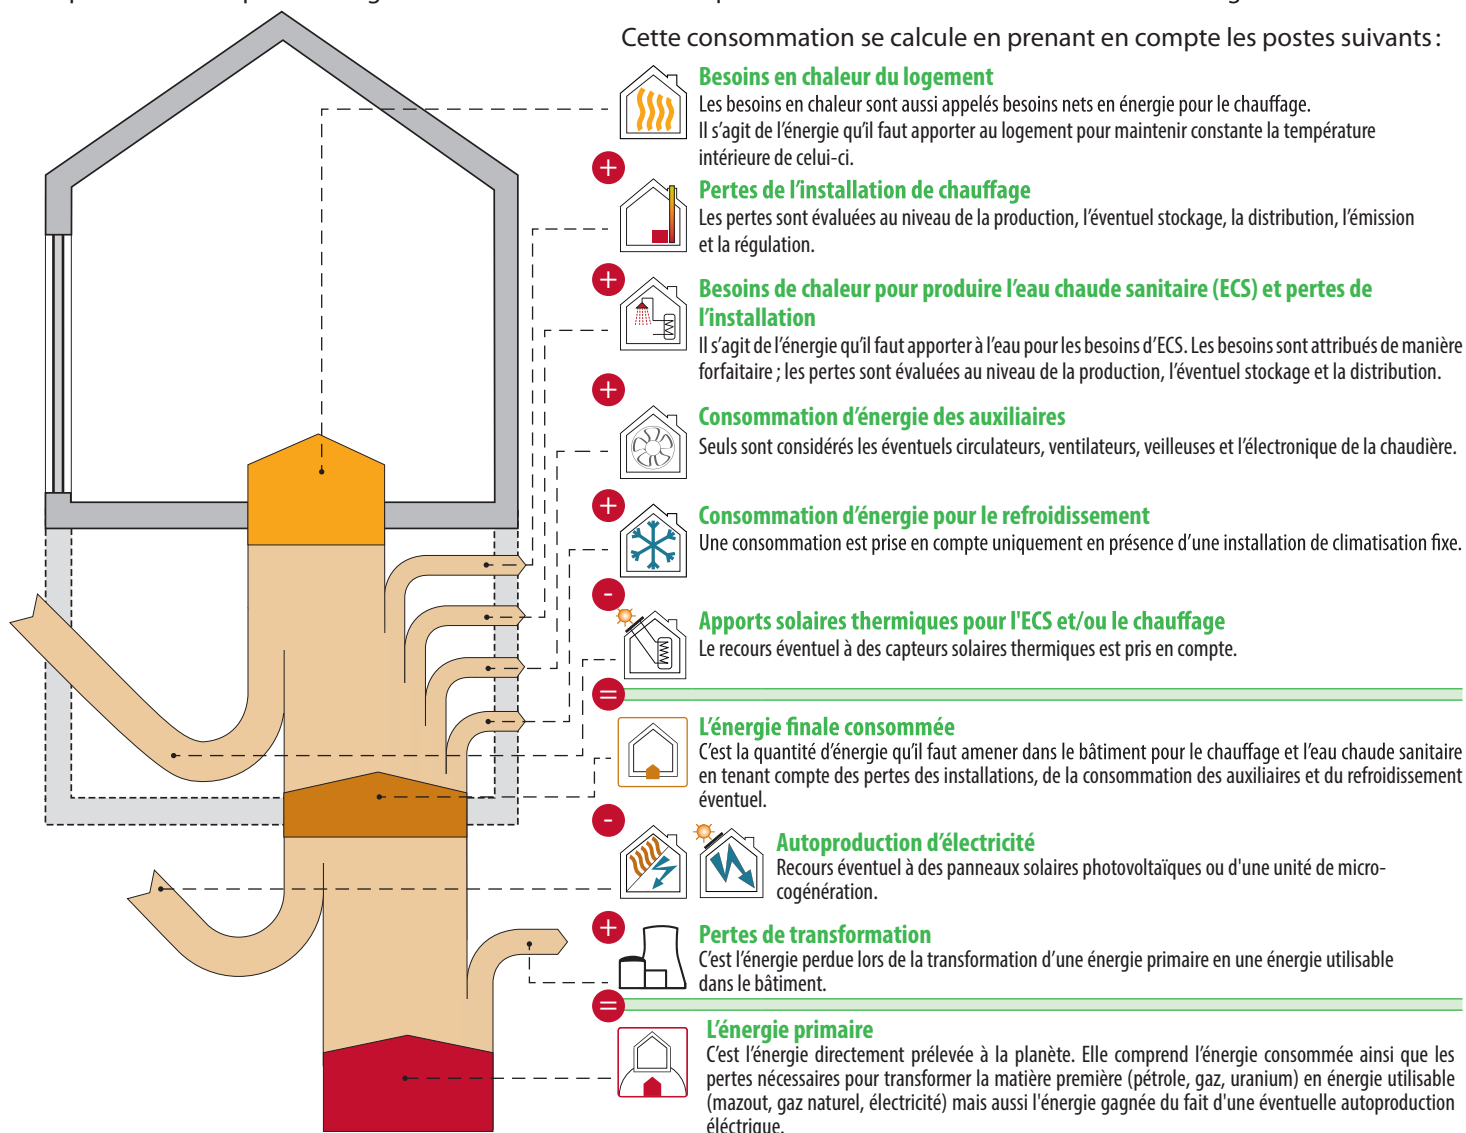 Cette consommation se calcule en prenant en compte les postes suivants :
Besoins en chaleur du logement
Les besoins en chaleur sont aussi appelés besoins nets en énergie pour le chauffage.
Il s'agit de l'énergie qu'il faut apporter au logement pour maintenir constante la température
intérieure de celui-ci.
+
Pertes de l'installation de chauffage
Les pertes sont évaluées au niveau de la production, l'éventuel stockage, la distribution, l'émission
et la régulation.
+
Besoins de chaleur pour produire l'eau chaude sanitaire (ECS) et pertes de
l'installation
Il s'agit de l'énergie qu'il faut apporter à l'eau pour les besoins d'ECS. Les besoins sont attribués de manière
forfaitaire ; les pertes sont évaluées au niveau de la production, l'éventuel stockage et la distribution.
+
Consommation d'énergie des auxiliaires
Seuls sont considérés les éventuels circulateurs, ventilateurs, veilleuses et l'électronique de la chaudière.
+
Consommation d'énergie pour le refroidissement
Une consommation est prise en compte uniquement en présence d'une installation de climatisation fixe.
-
Apports solaires thermiques pour l'ECS et/ou le chauffage
Le recours éventuel à des capteurs solaires thermiques est pris en compte.
=
L'énergie finale consommée
C'est la quantité d'énergie qu'il faut amener dans le bâtiment pour le chauffage et l'eau chaude sanitaire
en tenant compte des pertes des installations, de la consommation des auxiliaires et du refroidissement
éventuel.
-
Autoproduction d'électricité
Recours éventuel à des panneaux solaires photovoltaïques ou d'une unité de micro-
cogénération.
+
Pertes de transformation
C'est l'énergie perdue lors de la transformation d'une énergie primaire en une énergie utilisable
dans le bâtiment.
=
L'énergie primaire
C'est l'énergie directement prélevée à la planète. Elle comprend l'énergie consommée ainsi que les
pertes nécessaires pour transformer la matière première (pétrole, gaz, uranium) en énergie utilisable
(mazout, gaz naturel, électricité) mais aussi l'énergie gagnée du fait d'une éventuelle autoproduction
éléctrique.